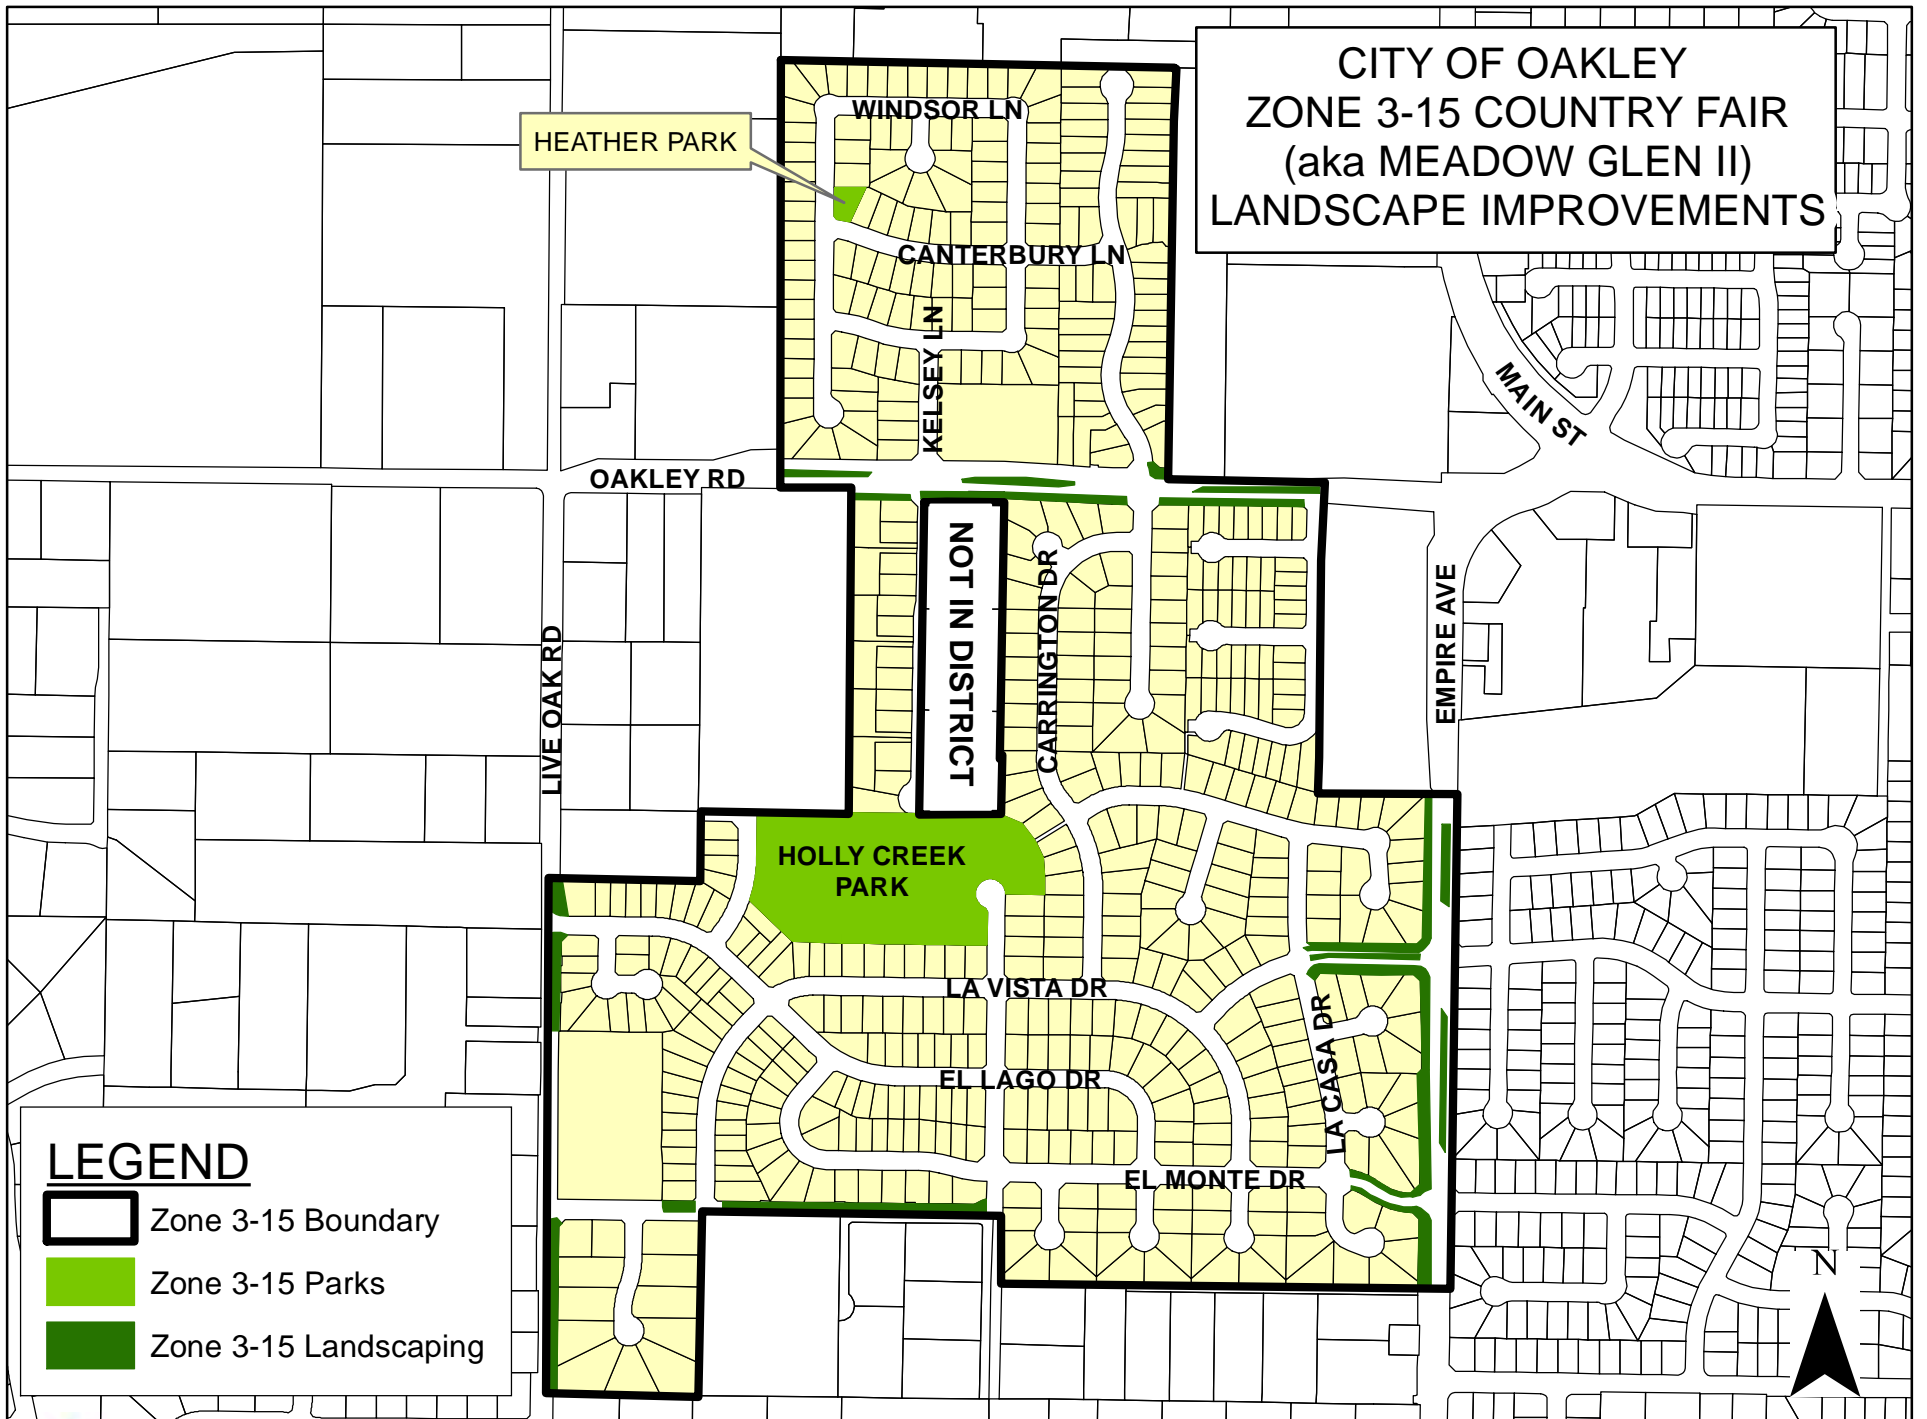 CITY OF OAKLEY
ZONE 3-15 COUNTRY FAIR
(aka MEADOW GLEN II)
LANDSCAPE IMPROVEMENTS
WINDSOR LN
HEATHER PARK
CANTERBURY LN
KELSEY LN
MAIN ST
OAKLEY RD
NOT IN DISTRICT
CARRINGTON DR
EMPIRE AVE
LIVE OAK RD
HOLLY CREEK
PARK
LA VISTA DR
LA CASA DR
EL LAGO DR
EL MONTE DR
LEGEND
Zone 3-15 Boundary
Zone 3-15 Parks
Zone 3-15 Landscaping
N